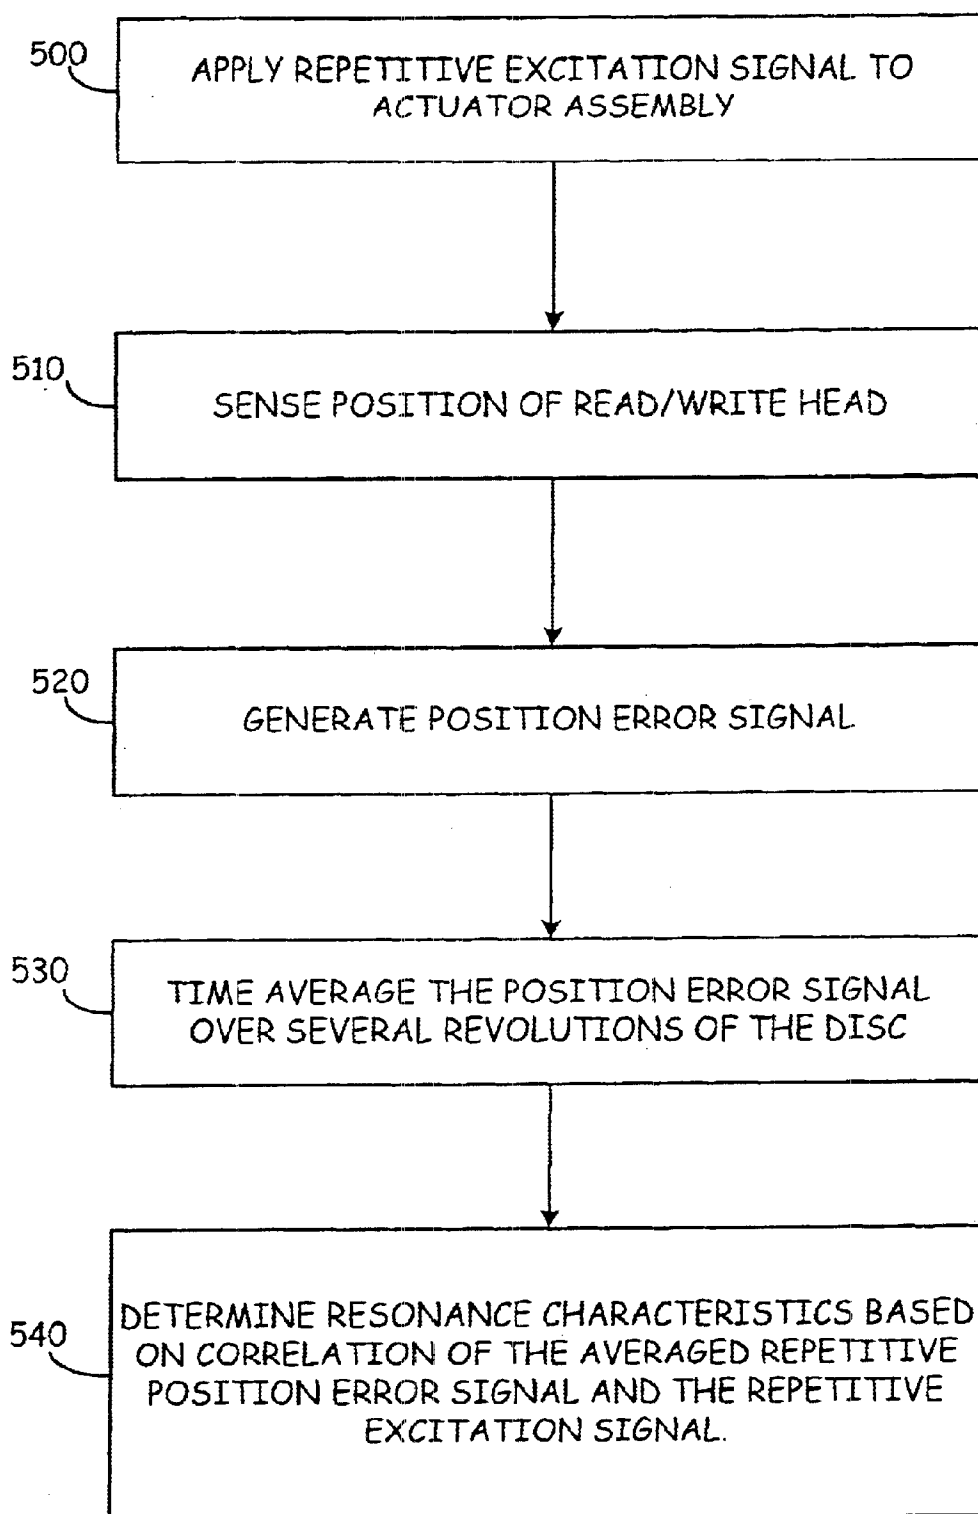 500
APPLY REPETITIVE EXCITATION SIGNAL TO
ACTUATOR ASSEMBLY
510
SENSE POSITION OF READ/WRITE HEAD
520
GENERATE POSITION ERROR SIGNAL
530
TIME AVERAGE THE POSITION ERROR SIGNAL
OVER SEVERAL REVOLUTIONS OF THE DISC
540
DETERMINE RESONANCE CHARACTERISTICS BASED
ON CORRELATION OF THE AVERAGED REPETITIVE
POSITION ERROR SIGNAL AND THE REPETITIVE
EXCITATION SIGNAL.